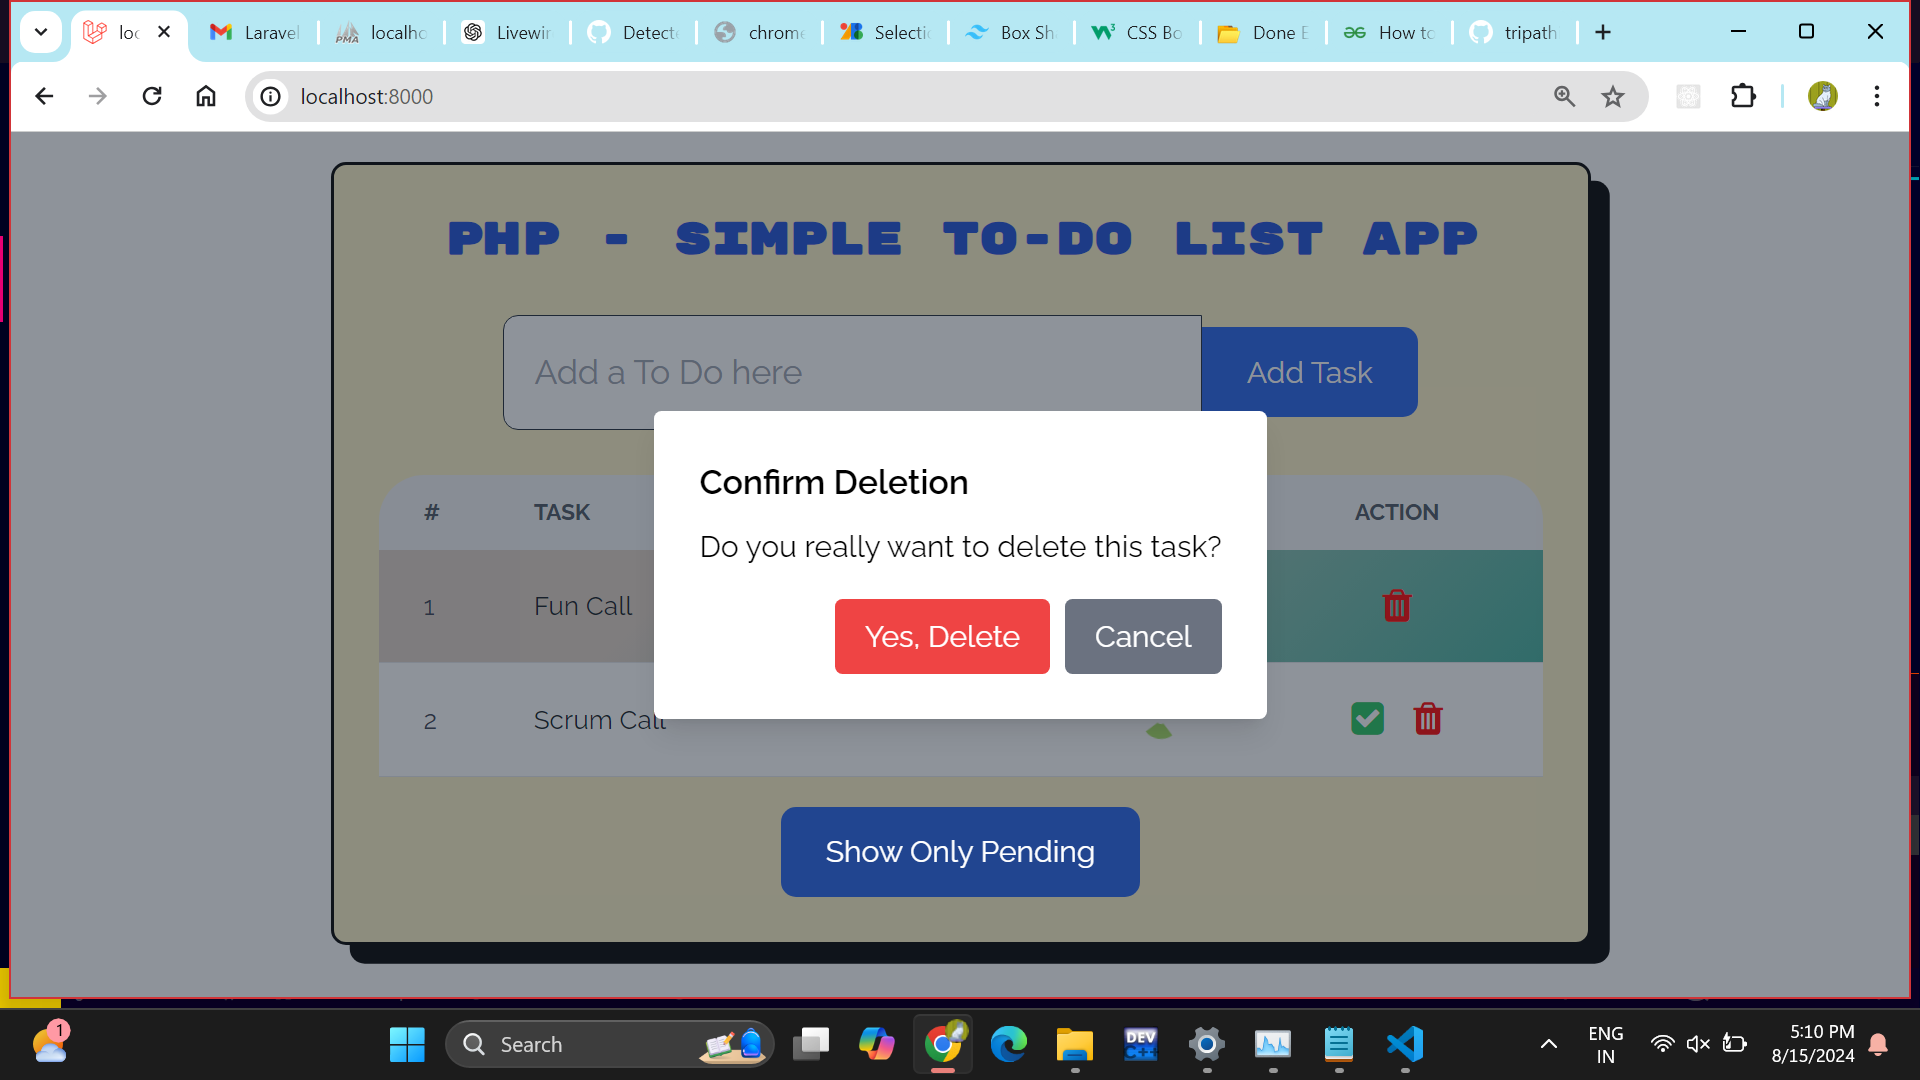 loc
Laravel
localho
Livewir
Detecte
chrome
Selectio
Box Sh
CSS Bo
Done E
How to
tripath
localhost:8000
PHP - SIMPLE TO-DO LIST APP
Add a To Do here
Add Task
Confirm Deletion
Do you really want to delete this task?
Yes, Delete
Cancel
# TASK ACTION
1 Fun Call
2 Scrum Call
Show Only Pending
1
Search
DEV
C++
ENG
IN
5:10 PM
8/15/2024